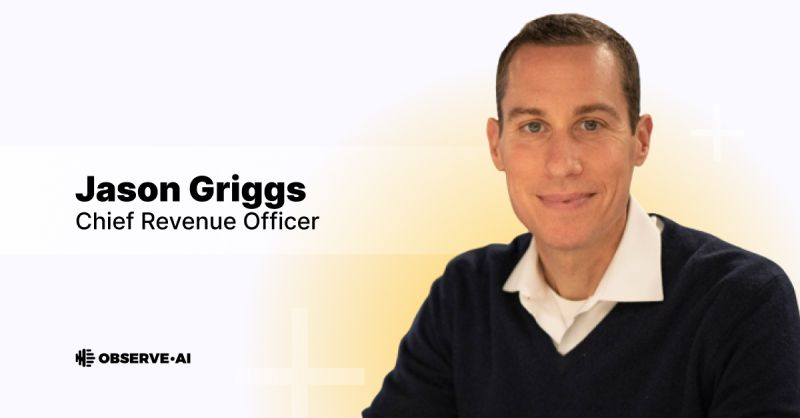 Jason Griggs
Chief Revenue Officer
OBSERVE•AI